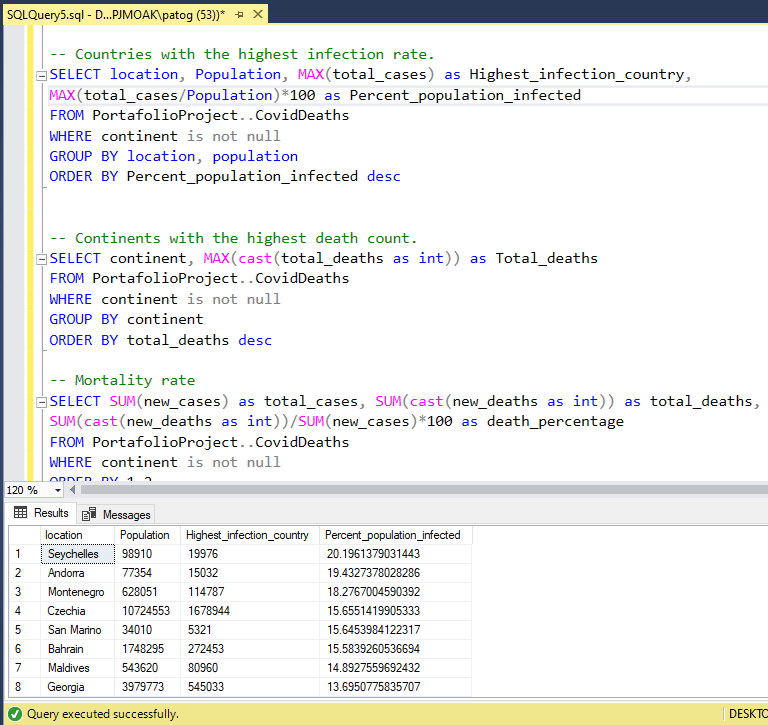 SQLQuery5.sql - D...PJMOAK\patog (53))*
-- Countries with the highest infection rate.
SELECT location, Population, MAX(total_cases) as Highest_infection_country,
MAX(total_cases/Population)*100 as Percent_population_infected
FROM PortafolioProject..CovidDeaths
WHERE continent is not null
GROUP BY location, population
ORDER BY Percent_population_infected desc
-- Continents with the highest death count.
SELECT continent, MAX(cast(total_deaths as int)) as Total_deaths
FROM PortafolioProject..CovidDeaths
WHERE continent is not null
GROUP BY continent
ORDER BY total_deaths desc
-- Mortality rate
SELECT SUM(new_cases) as total_cases, SUM(cast(new_deaths as int)) as total_deaths,
SUM(cast(new_deaths as int))/SUM(new_cases)*100 as death_percentage
FROM PortafolioProject..CovidDeaths
WHERE continent is not null
ORDER BY 1,2
120 %
Results Messages
location Population Highest_infection_country Percent_population_infected
1 Seychelles 98910 19976 20.1961379031443
2 Andorra 77354 15032 19.4327378028286
3 Montenegro 628051 114787 18.2767004590392
4 Czechia 10724553 1678944 15.6551419905333
5 San Marino 34010 5321 15.6453984122317
6 Bahrain 1748295 272453 15.5839260536694
7 Maldives 543620 80960 14.8927559692432
8 Georgia 3979773 545033 13.6950775835707
Query executed successfully. DESKTO